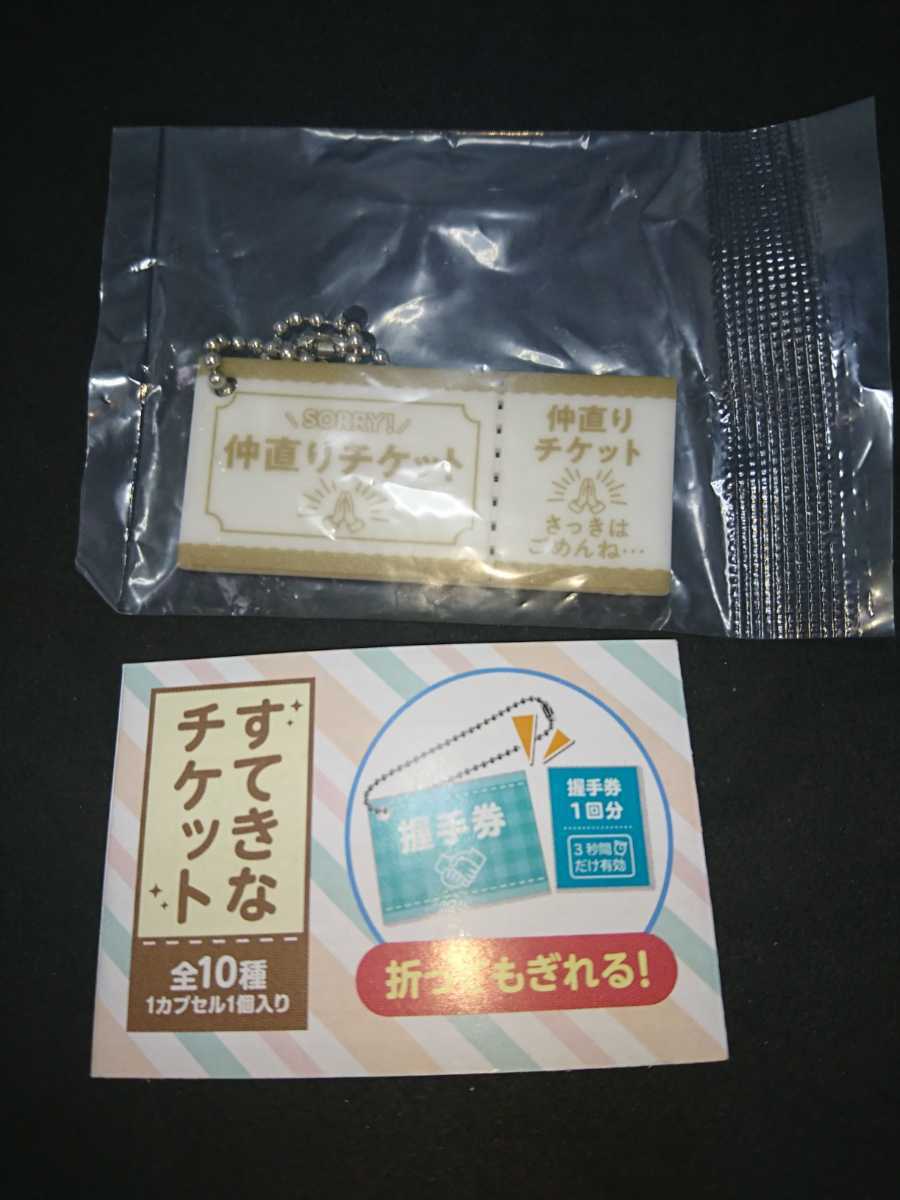 SORRY!
仲直りチケット
仲直り
チケット
さっきは
ごめんね…
すてきな
チケット
全10種
1カプセル1個入り
握手券
握手券
1回分
3秒間
だけ有効
折ってもぎれる!